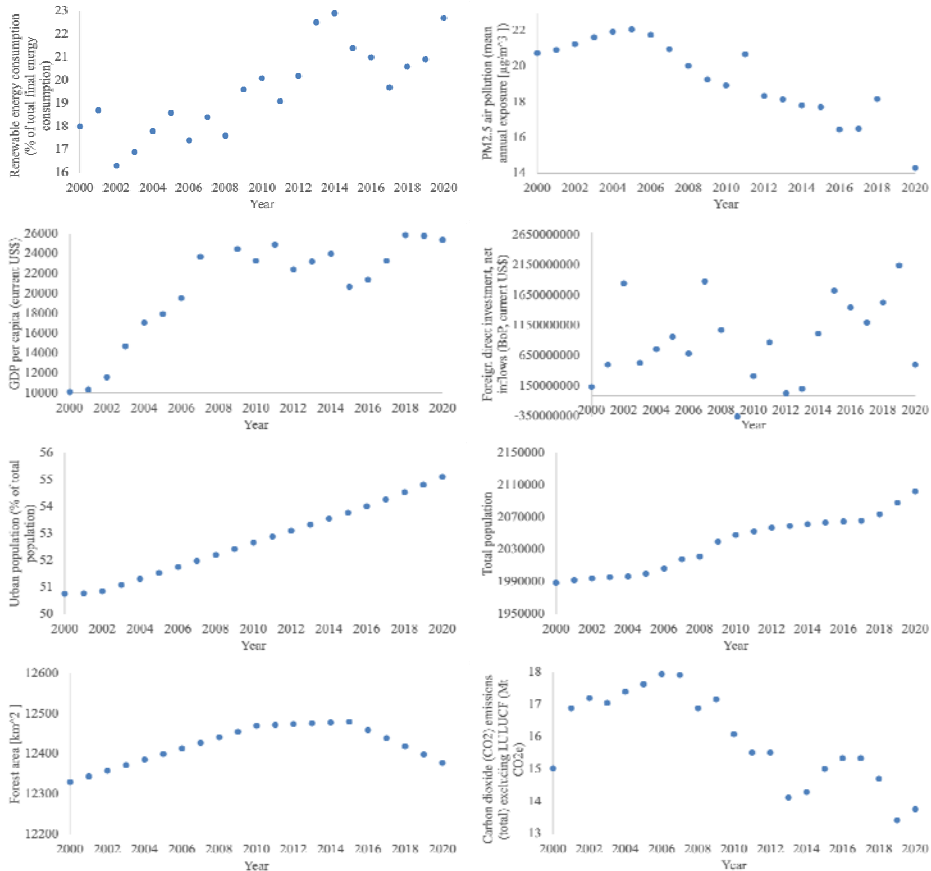 Renewable energy consumption
(% of total final energy
consumption)
23
22
21
20
19
18
17
16
2000 2002 2004 2006 2008 2010 2012 2014 2016 2018 2020
Year
PM2.5 air pollution (mean
annual exposure [µg/m^3 ])
22
20
18
16
14
2000 2002 2004 2006 2008 2010 2012 2014 2016 2018 2020
Year
GDP per capita (current US$)
26000
24000
22000
20000
18000
16000
14000
12000
10000
2000 2002 2004 2006 2008 2010 2012 2014 2016 2018 2020
Year
Foreign direct investment, net
inflows (BoP, current US$)
2650000000
2150000000
1650000000
1150000000
650000000
150000000
-350000000
2000 2002 2004 2006 2008 2010 2012 2014 2016 2018 2020
Year
Urban population (% of total
population)
56
55
54
53
52
51
50
2000 2002 2004 2006 2008 2010 2012 2014 2016 2018 2020
Year
Total population
2150000
2110000
2070000
2030000
1990000
1950000
2000 2002 2004 2006 2008 2010 2012 2014 2016 2018 2020
Year
Forest area [km^2 ]
12600
12500
12400
12300
12200
2000 2002 2004 2006 2008 2010 2012 2014 2016 2018 2020
Year
Carbon dioxide (CO2) emissions
(total) excluding LULUCF (Mt
CO2e)
18
17
16
15
14
13
2000 2002 2004 2006 2008 2010 2012 2014 2016 2018 2020
Year